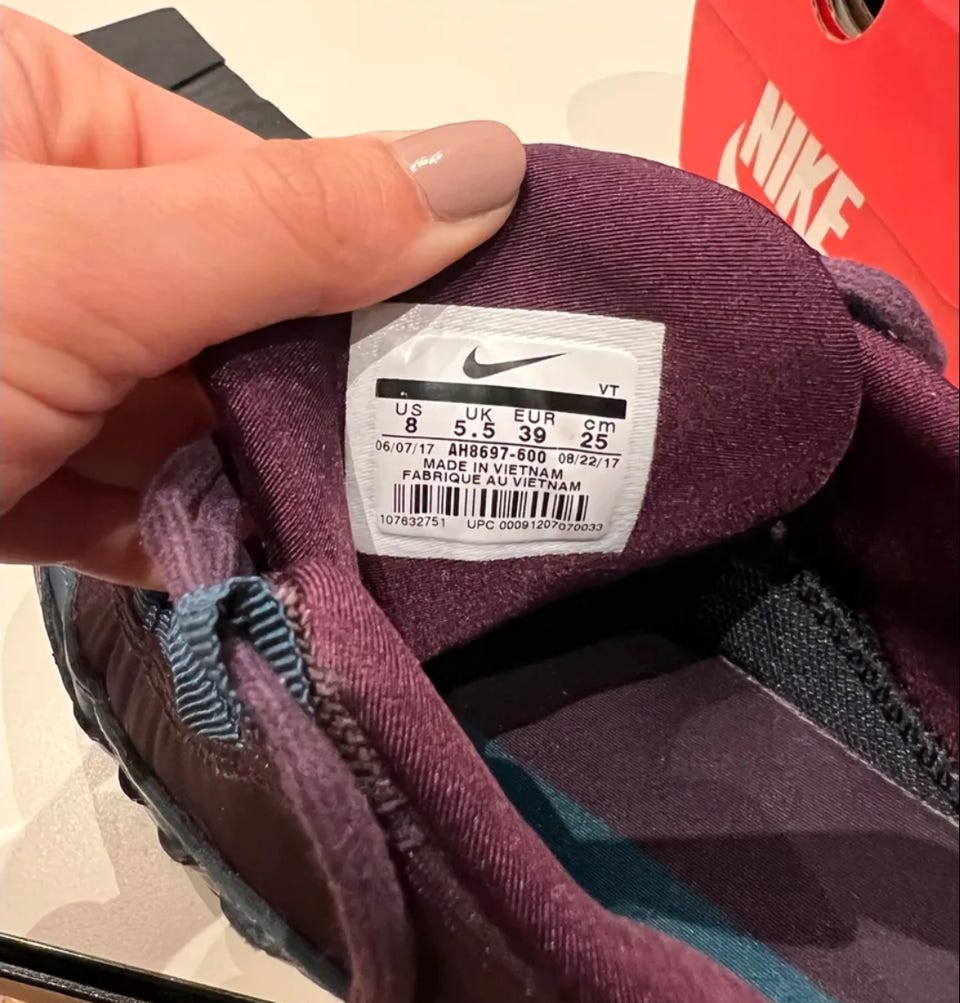 NIKE
VT
US UK EUR cm
8 5.5 39 25
06/07/17 AH8697-600 08/22/17
MADE IN VIETNAM
FABRIQUE AU VIETNAM
107632751 UPC 00091207070033